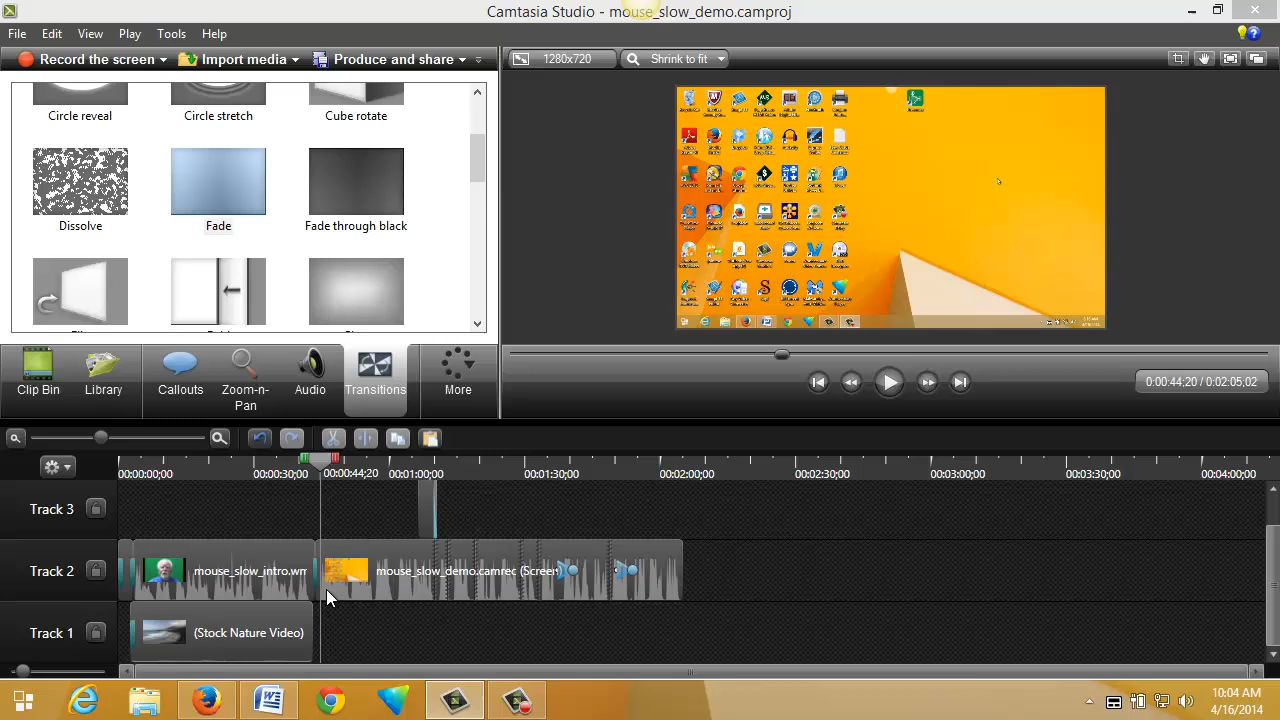 Camtasia Studio - mouse_slow_demo.camproj
File Edit View Play Tools Help
Record the screen Import media Produce and share
1280x720 Shrink to fit
Circle reveal Circle stretch Cube rotate
Dissolve Fade Fade through black
Clip Bin Library Callouts Zoom-n-Pan Audio Transitions More
0:00:44;20 / 0:02:05;02
00:00:00;00 00:00:30;00 00:00:44;20 00:01:00;00 00:01:30;00 00:02:00;00 00:02:30;00 00:03:00;00 00:03:30;00 00:04:00;00
Track 3
Track 2 mouse_slow_intro.wm mouse_slow_demo.camrec (Screen)
Track 1 (Stock Nature Video)
10:04 AM
4/16/2014